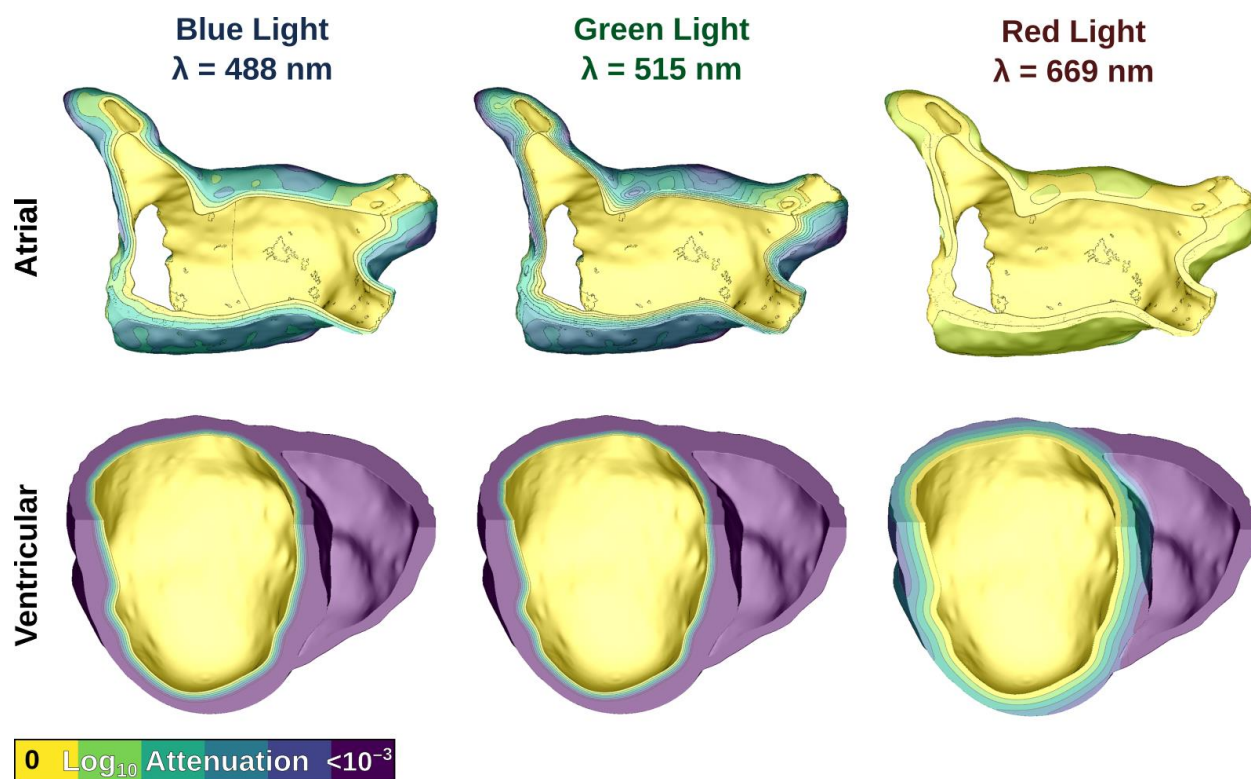 Blue Light
λ = 488 nm
Green Light
λ = 515 nm
Red Light
λ = 669 nm
Atrial
Ventricular
0 Log₁₀ Attenuation <10⁻³